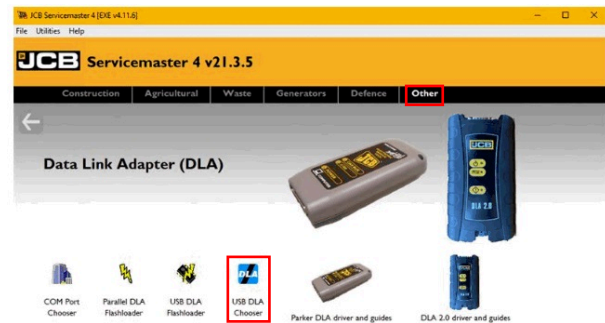 JCB Servicemaster 4 [EXE v4.11.6]
File Utilities Help
JCB Servicemaster 4 v21.3.5
Construction Agricultural Waste Generators Defence Other
Data Link Adapter (DLA)
JCB
DLA 2.0
DLA
COM Port
Chooser
Parallel DLA
Flashloader
USB DLA
Flashloader
USB DLA
Chooser
Parker DLA driver and guides
DLA 2.0 driver and guides